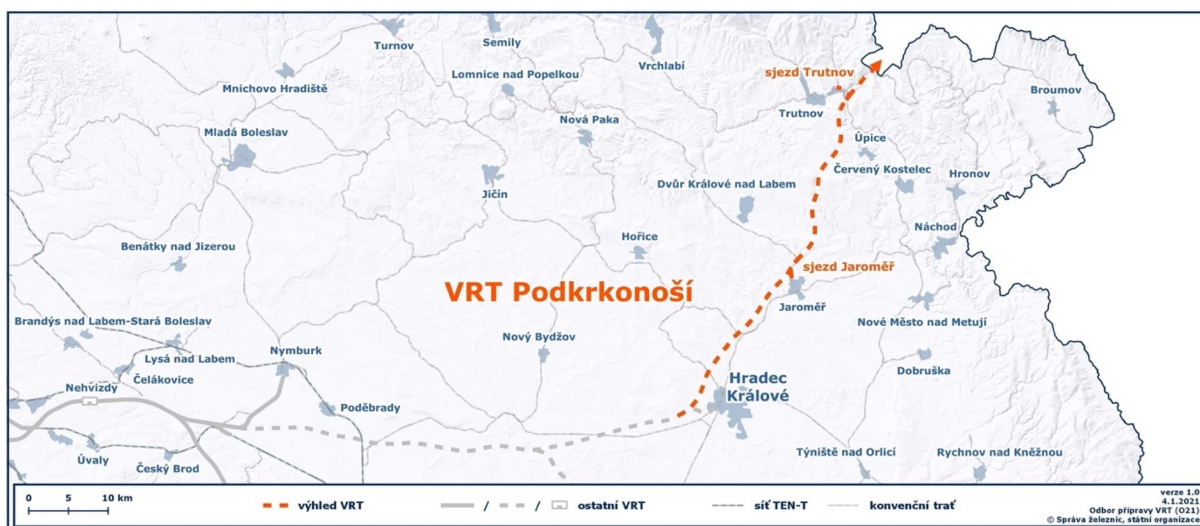 Turnov
Semily
Vrchlabí
sjezd Trutnov
Lomnice nad Popelkou
Mnichovo Hradiště
Broumov
Trutnov
Nová Paka
Mladá Boleslav
Úpice
Červený Kostelec
Hronov
Jičín
Dvůr Králové nad Labem
Náchod
Benátky nad Jizerou
Hořice
sjezd Jaroměř
VRT Podkrkonoší
Jaroměř
Nové Město nad Metují
Brandýs nad Labem-Stará Boleslav
Nový Bydžov
Lysá nad Labem
Nymburk
Čelákovice
Dobruška
Nehvizdy
Hradec
Králové
Poděbrady
Úvaly
Český Brod
Týniště nad Orlicí
Rychnov nad Kněžnou
0 5 10 km
výhled VRT
/ / ostatní VRT
síť TEN-T
konvenční trať
verze 1.0
4.1.2021
Odbor přípravy VRT (O21)
© Správa železnic, státní organizace